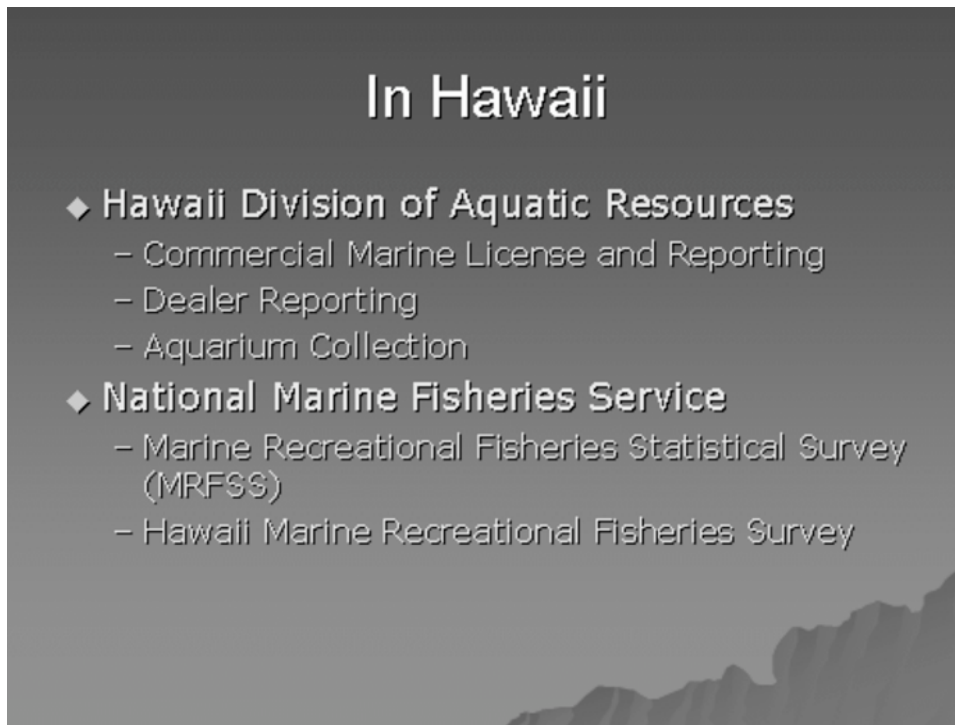 In Hawaii
◆ Hawaii Division of Aquatic Resources
– Commercial Marine License and Reporting
– Dealer Reporting
– Aquarium Collection
◆ National Marine Fisheries Service
– Marine Recreational Fisheries Statistical Survey
(MRFSS)
– Hawaii Marine Recreational Fisheries Survey